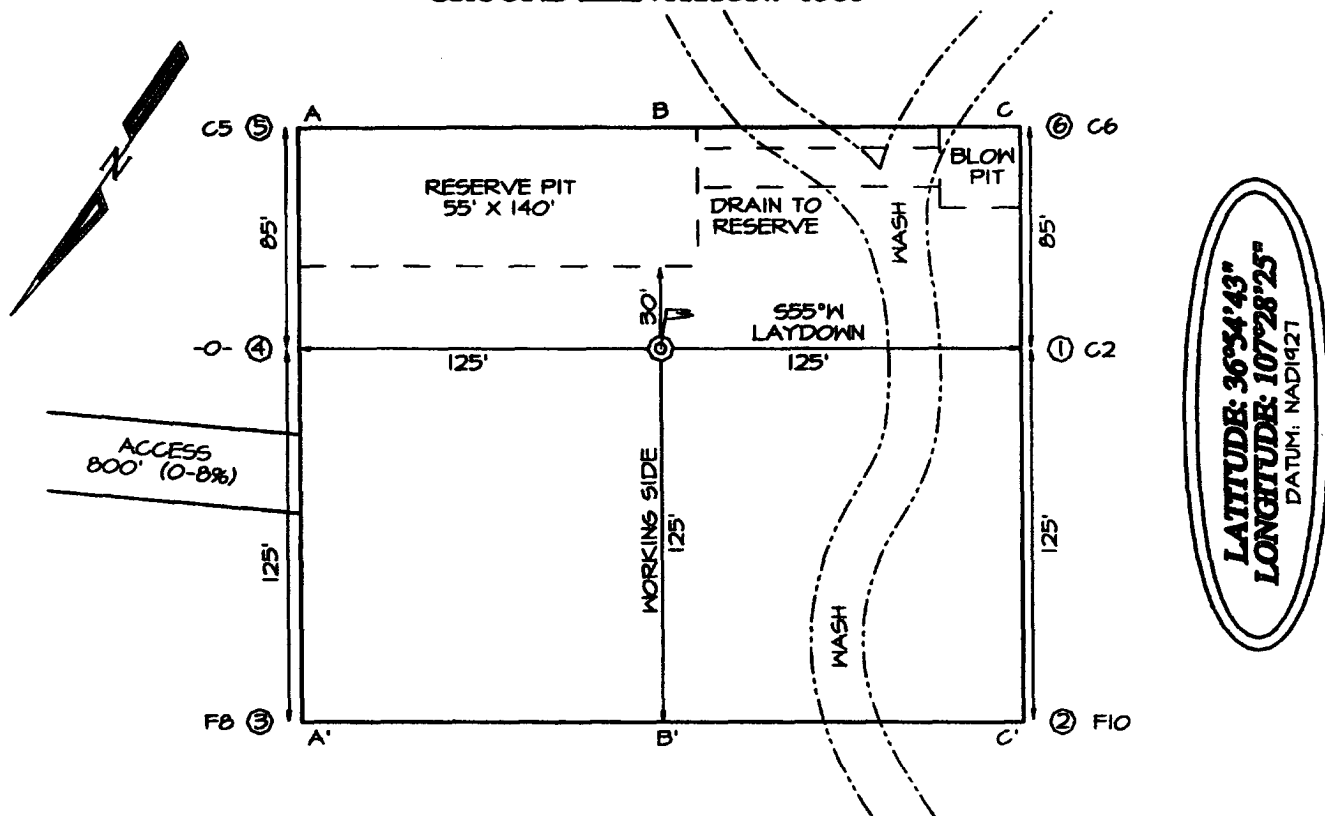 A
B
C
C5 ⑤
⑥ C6
N
RESERVE PIT
55' X 140'
BLOW
PIT
DRAIN TO
RESERVE
85'
85'
WASH
30'
S55°W
LAYDOWN
-0- ④
① C2
125'
125'
ACCESS
800' (0-8%)
WORKING SIDE
125'
125'
125'
WASH
F8 ③
② F10
A'
B'
C'
LATITUDE: 36°54'43"
LONGITUDE: 107°28'25"
DATUM: NAD1927